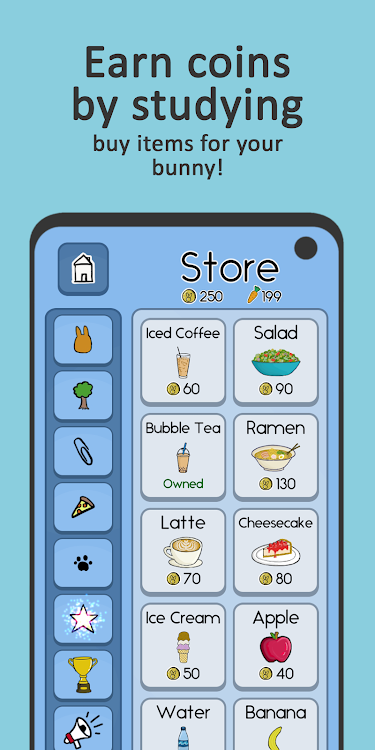 Earn coins
by studying
buy items for your
bunny!
Store
250 199
Iced Coffee
60
Salad
90
Bubble Tea
Owned
Ramen
130
Latte
70
Cheesecake
80
Ice Cream
50
Apple
40
Water
Banana